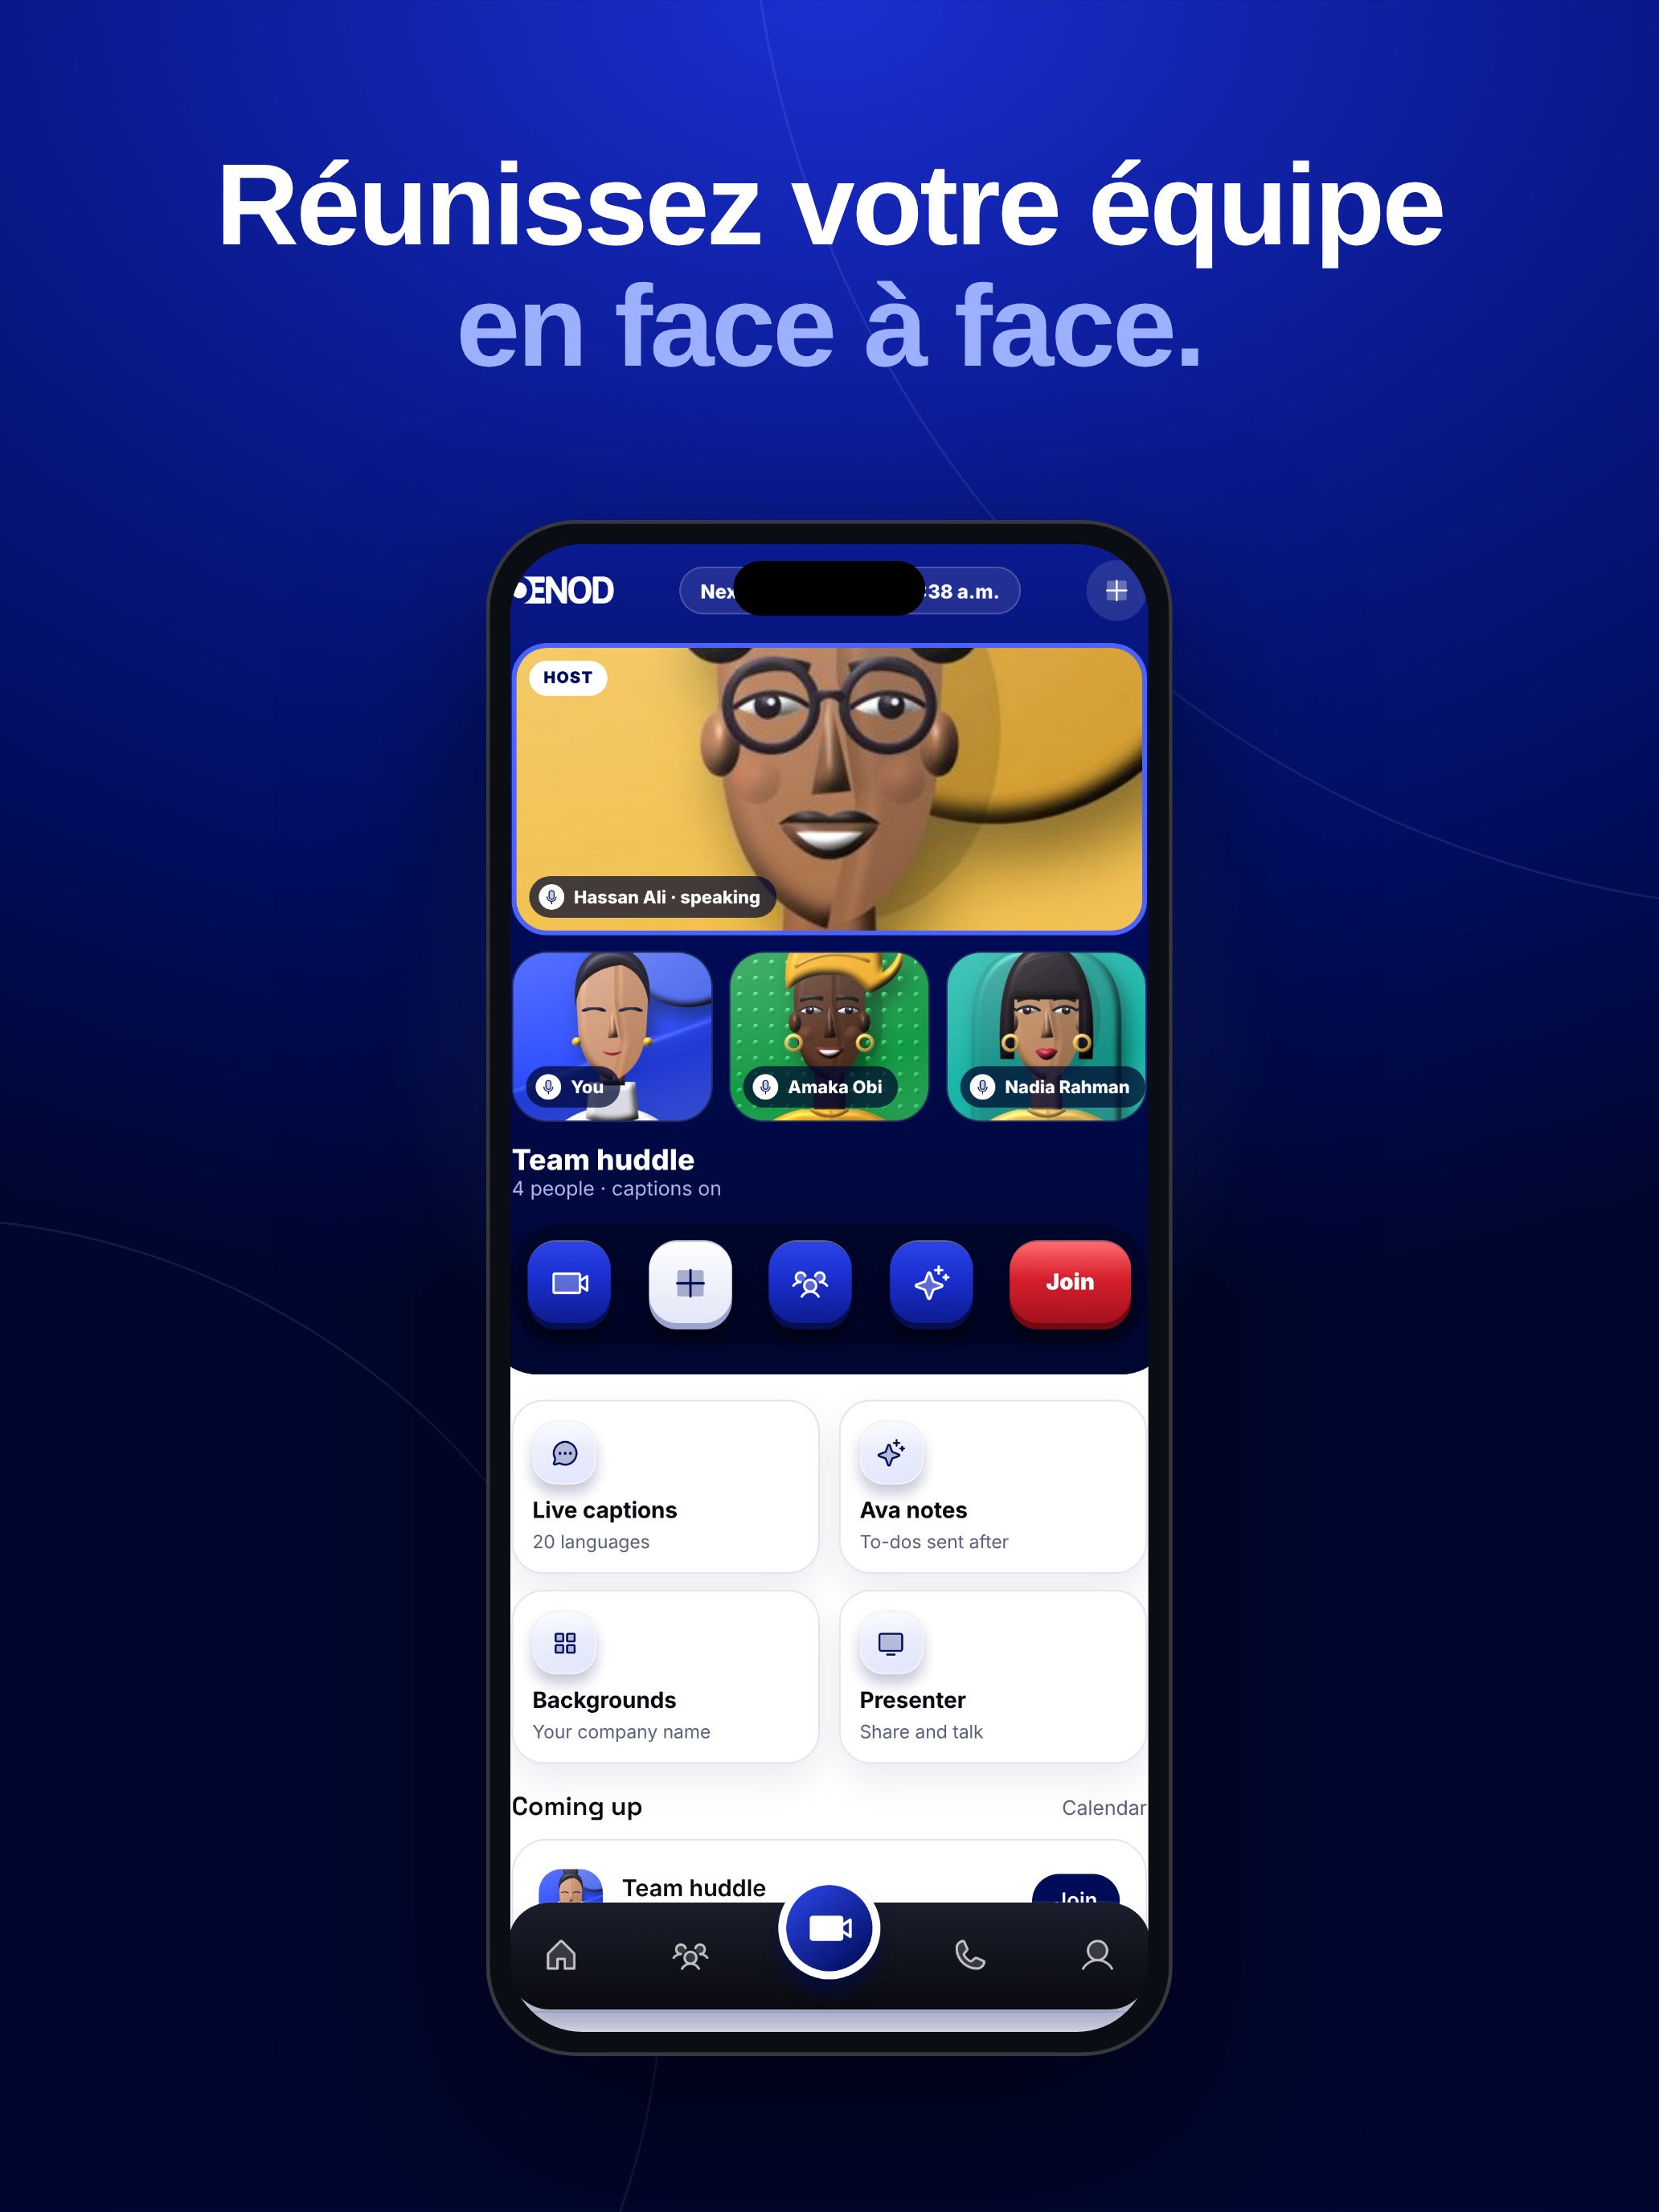 Réunissez votre équipe
en face à face.
ENOD
:38 a.m.
HOST
Hassan Ali · speaking
You
Amaka Obi
Nadia Rahman
Team huddle
4 people · captions on
Join
Live captions
20 languages
Ava notes
To-dos sent after
Backgrounds
Your company name
Presenter
Share and talk
Coming up
Calendar
Team huddle
Join